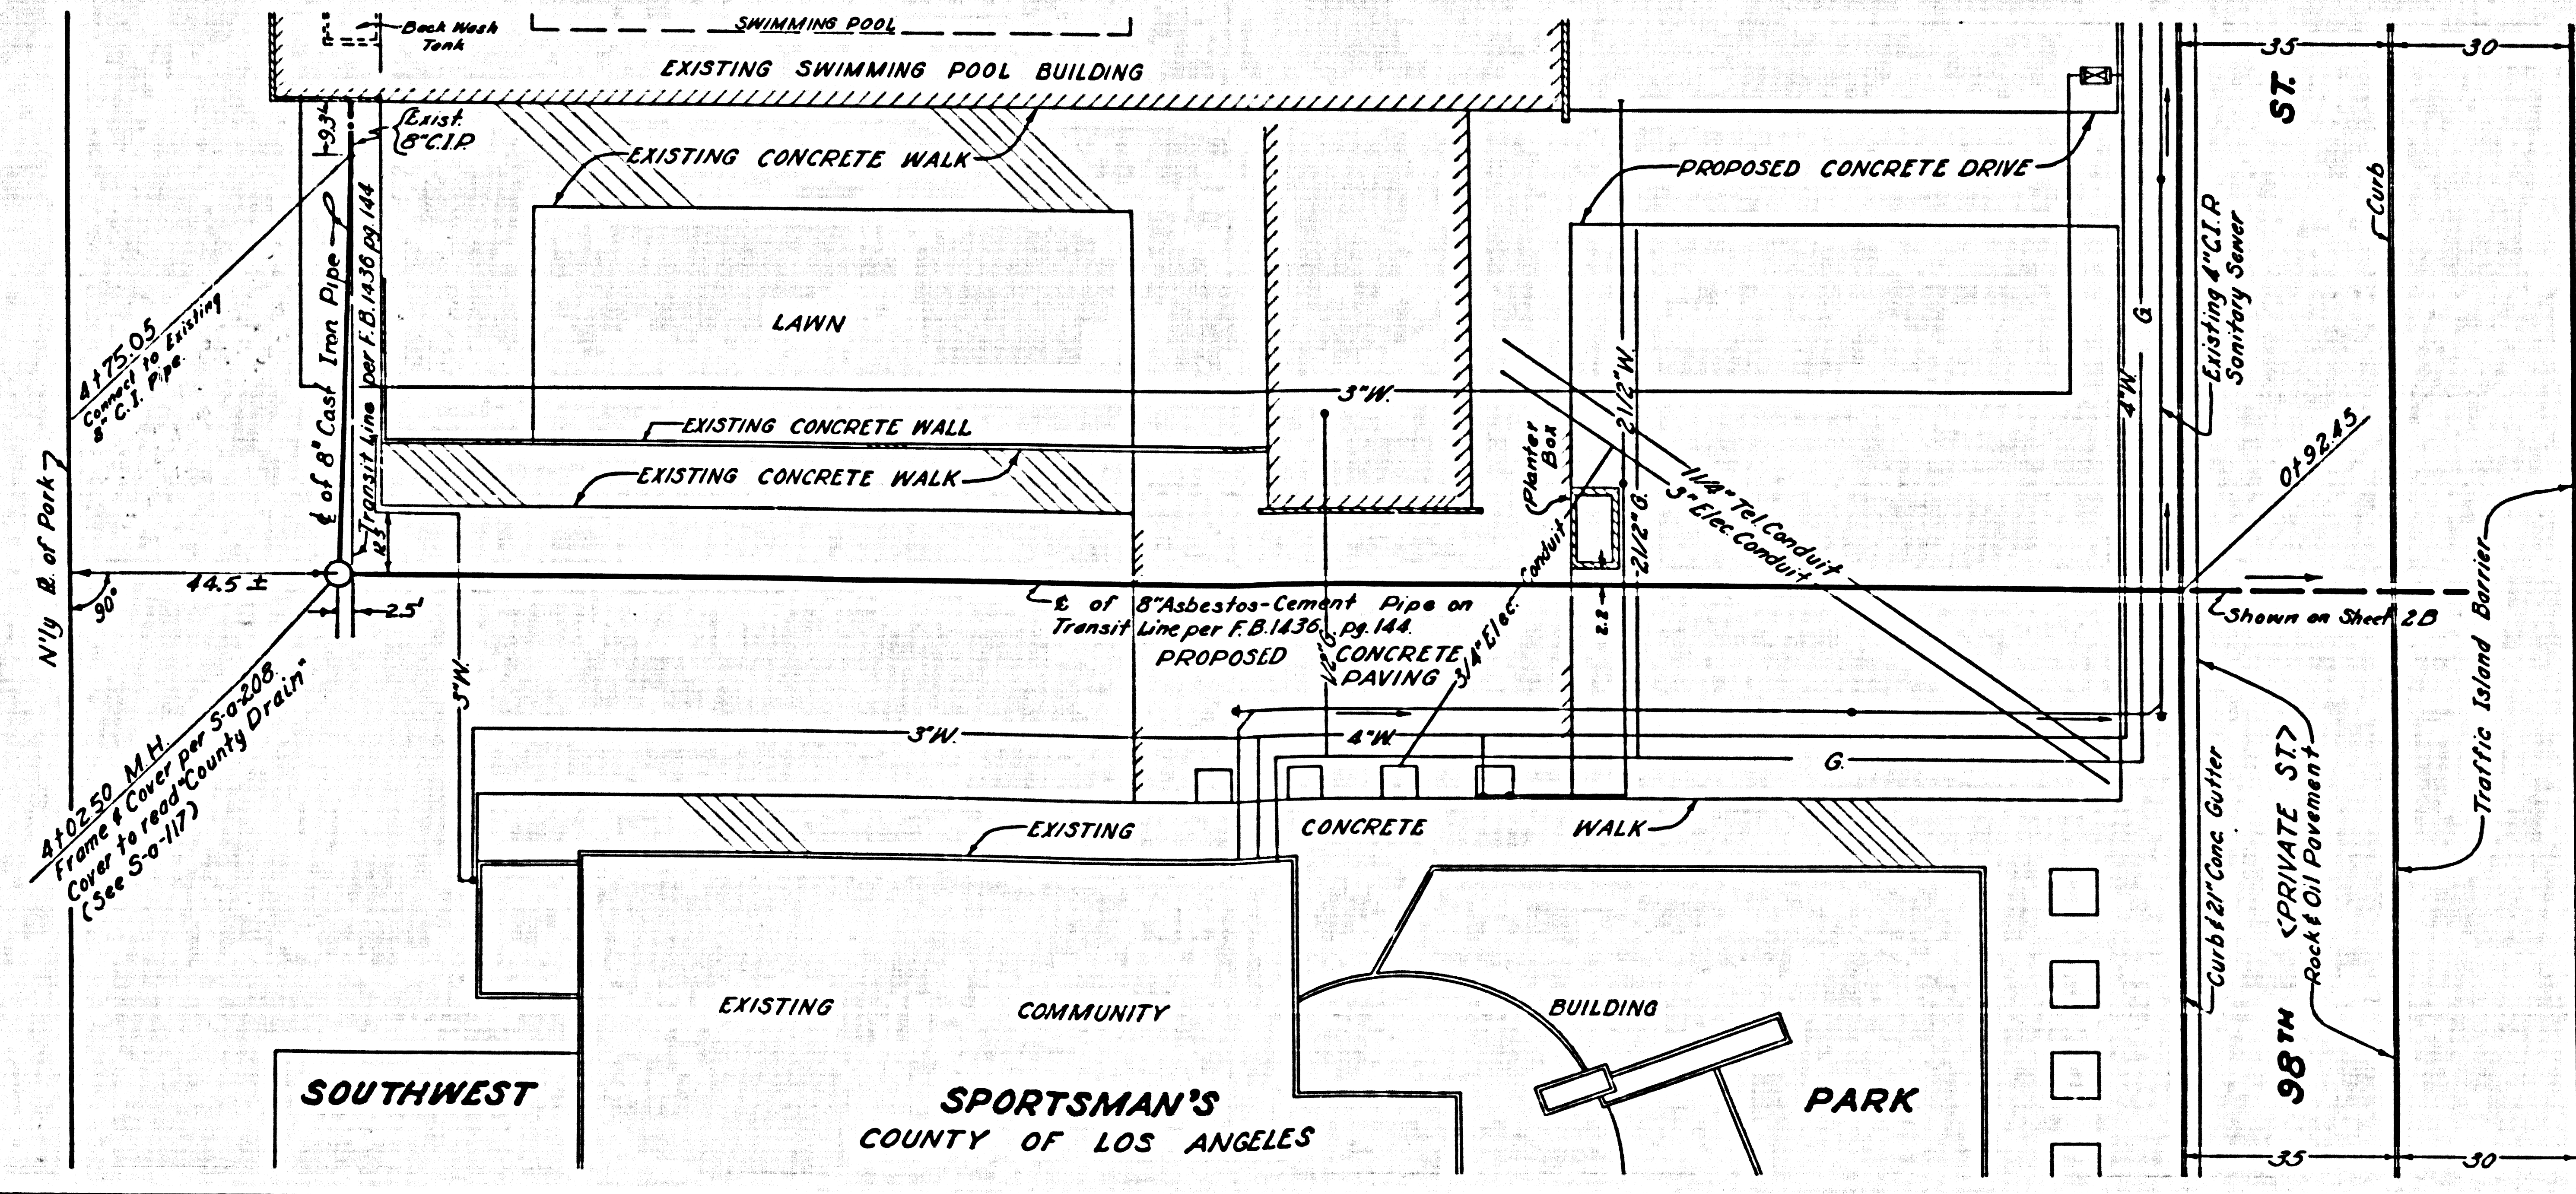 Back Wash
Tank
SWIMMING POOL
EXISTING SWIMMING POOL BUILDING
35
30
ST.
9.3'
Exist.
8"C.I.P.
EXISTING CONCRETE WALK
PROPOSED CONCRETE DRIVE
Curb
℄ of 8" Cast Iron Pipe
Transit Line per F.B.1436 pg.144
LAWN
4+75.05
Connect to Existing
8" C.I. Pipe.
G
4"W.
Existing 4"C.I.P.
Sanitary Sewer
3"W.
2 1/2"W.
EXISTING CONCRETE WALL
EXISTING CONCRETE WALK
Planter
Box
1 1/4" Tel. Conduit
3" Elec. Conduit
0+92.45
N'ly ℞. of Park
12.5
2 1/2"G.
90°
44.5 ±
2.5'
℄ of 8"Asbestos-Cement Pipe on
Transit Line per F.B.1436, pg.144.
PROPOSED CONCRETE
PAVING
1/2"G.
3/4" Elec. Conduit
2.2
Shown on Sheet 2B
Traffic Island Barrier
4+02.50 M.H.
Frame & Cover per S-a-208.
Cover to read "County Drain"
(See S-a-117)
3"W.
3"W.
4"W.
G.
EXISTING CONCRETE WALK
Curb & 21" Conc. Gutter
98TH <PRIVATE ST.>
Rock & Oil Pavement
EXISTING COMMUNITY BUILDING
SOUTHWEST SPORTSMAN'S PARK
COUNTY OF LOS ANGELES
35
30